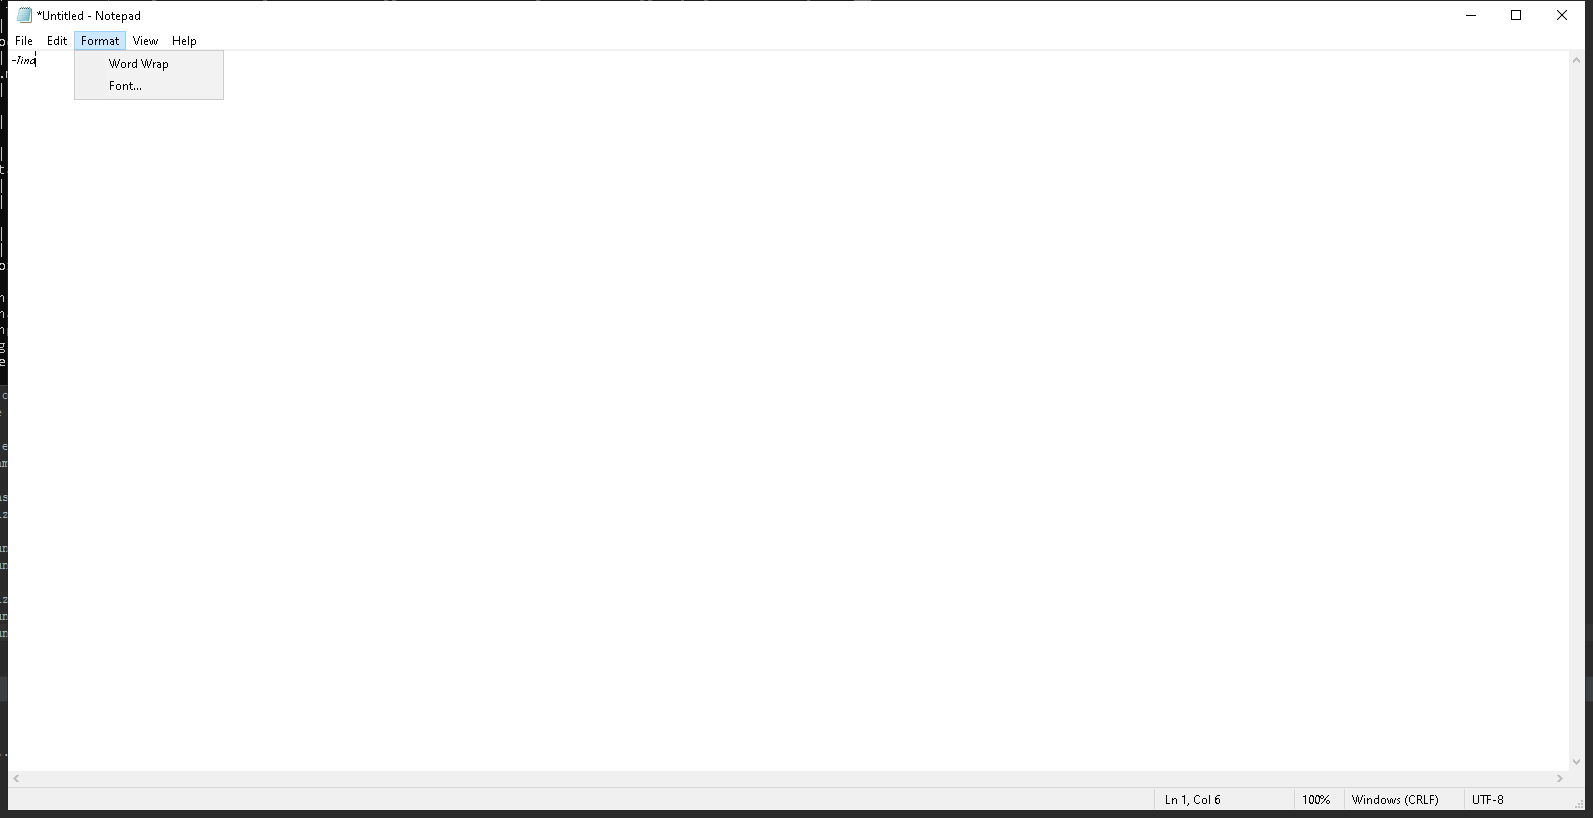 *Untitled - Notepad
File Edit Format View Help
Word Wrap
Font...
Ln 1, Col 6
100%
Windows (CRLF)
UTF-8